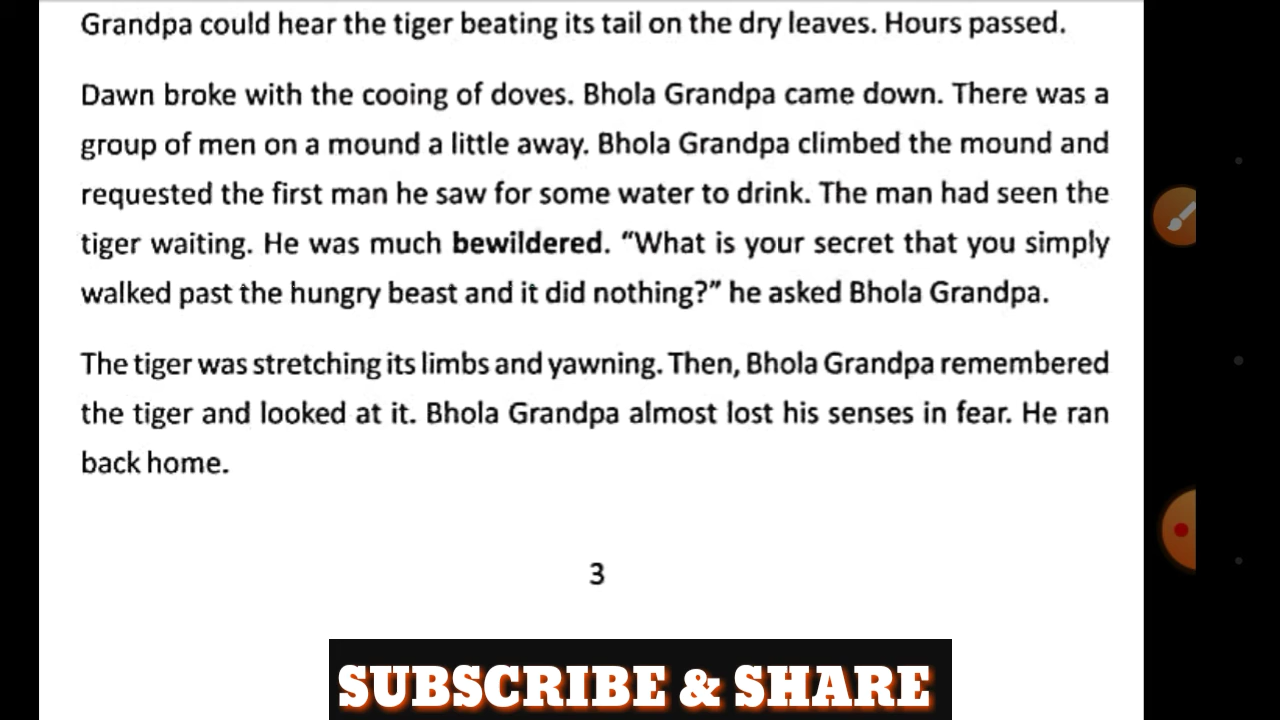 Grandpa could hear the tiger beating its tail on the dry leaves. Hours passed.
Dawn broke with the cooing of doves. Bhola Grandpa came down. There was a
group of men on a mound a little away. Bhola Grandpa climbed the mound and
requested the first man he saw for some water to drink. The man had seen the
tiger waiting. He was much bewildered. “What is your secret that you simply
walked past the hungry beast and it did nothing?” he asked Bhola Grandpa.
The tiger was stretching its limbs and yawning. Then, Bhola Grandpa remembered
the tiger and looked at it. Bhola Grandpa almost lost his senses in fear. He ran
back home.
3
SUBSCRIBE & SHARE